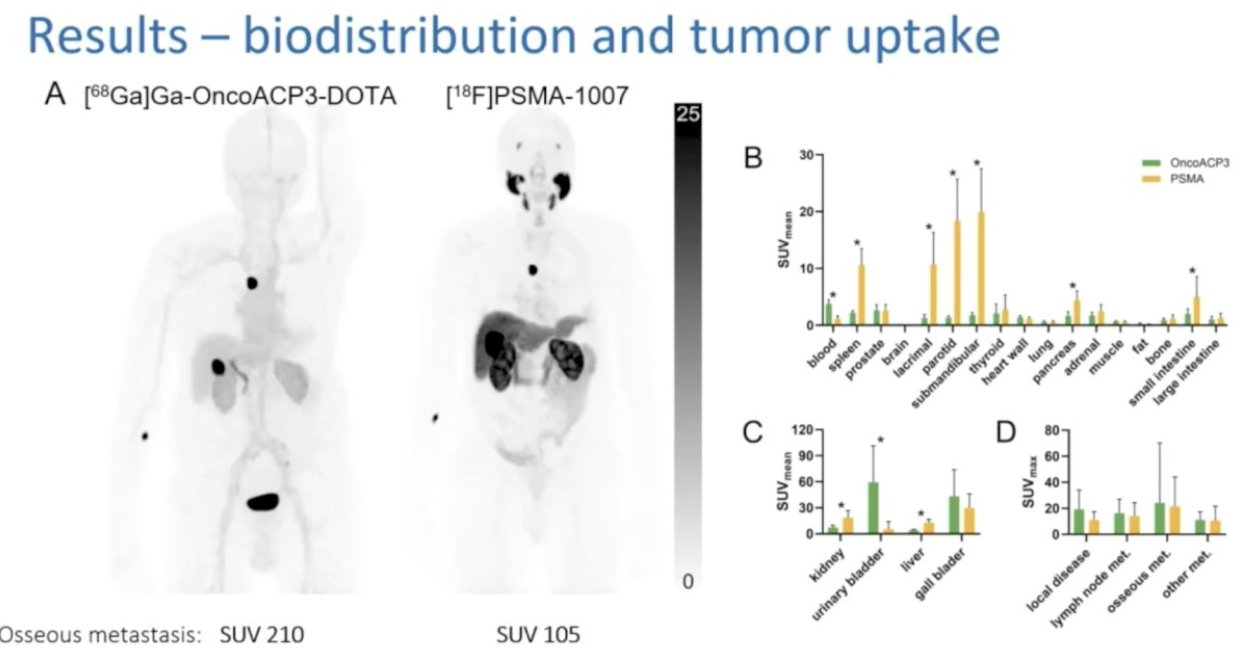 Results – biodistribution and tumor uptake
A [⁶⁸Ga]Ga-OncoACP3-DOTA [¹⁸F]PSMA-1007
25
0
Osseous metastasis: SUV 210 SUV 105
B
OncoACP3
PSMA
SUVmean
30
20
10
0
* * * * * * *
blood
spleen
prostate
brain
lacrimal
parotid
submandibular
thyroid
heart wall
lung
pancreas
adrenal
muscle
fat
bone
small intestine
large intestine
C
SUVmean
120
90
60
30
0
* * *
kidney
urinary bladder
liver
gall bladder
D
SUVmax
80
60
40
20
0
local disease
lymph node met.
osseous met.
other met.